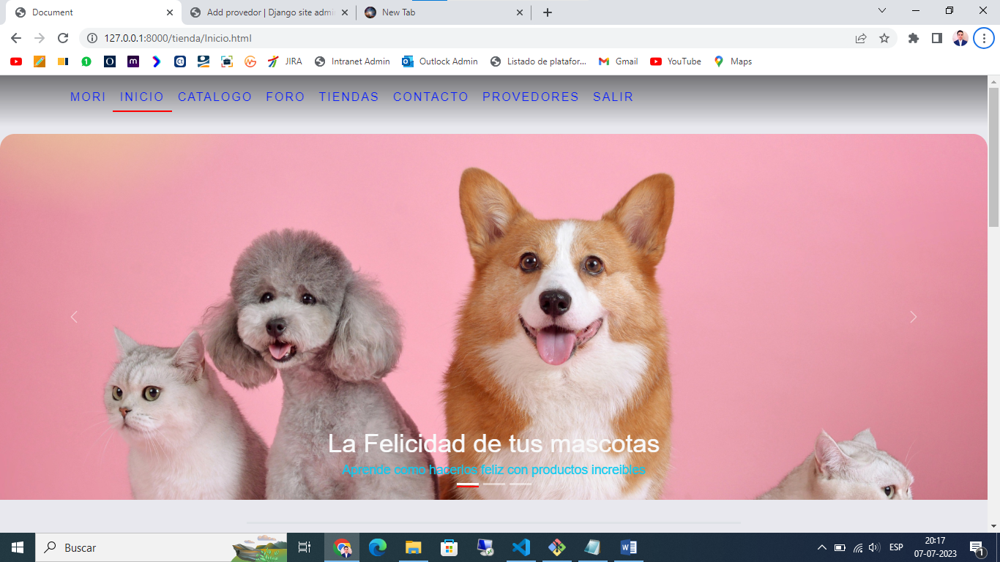 Document
Add provedor | Django site admi
New Tab
127.0.0.1:8000/tienda/Inicio.html
JIRA
Intranet Admin
Outlock Admin
Listado de platafor...
Gmail
YouTube
Maps
MORI INICIO CATALOGO FORO TIENDAS CONTACTO PROVEDORES SALIR
La Felicidad de tus mascotas
Aprende como hacerlos feliz con productos increibles
Buscar
ESP
20:17
07-07-2023
1